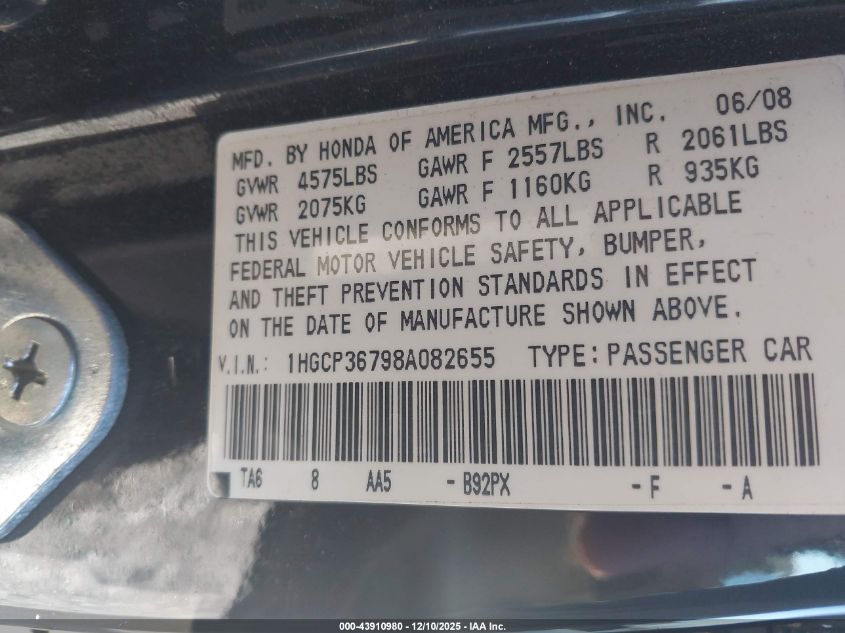 MFD. BY HONDA OF AMERICA MFG., INC. 06/08
GVWR 4575LBS GAWR F 2557LBS R 2061LBS
GVWR 2075KG GAWR F 1160KG R 935KG
THIS VEHICLE CONFORMS TO ALL APPLICABLE
FEDERAL MOTOR VEHICLE SAFETY, BUMPER,
AND THEFT PREVENTION STANDARDS IN EFFECT
ON THE DATE OF MANUFACTURE SHOWN ABOVE.
V.I.N.: 1HGCP36798A082655 TYPE: PASSENGER CAR
TA6 8 AA5 - B92PX - F - A
000-43910980 - 12/10/2025 - IAA Inc.